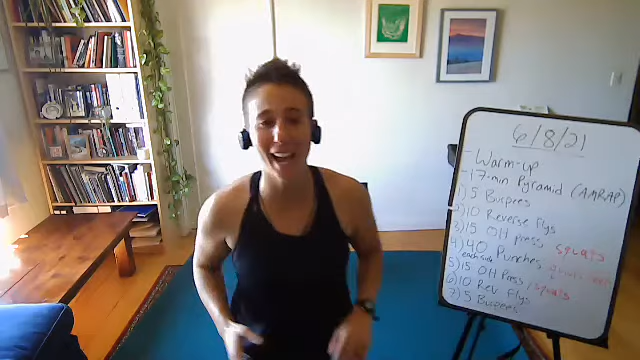 6/8/21
- Warm-up
- 17-min Pyramid (AMRAP)
1) 5 Burpees
2) 10 Reverse Flys
3) 15 OH press squats
4) 40 Punches
each side
5) 15 OH Press / squats
6) 10 Rev. Flys
7) 5 Burpees